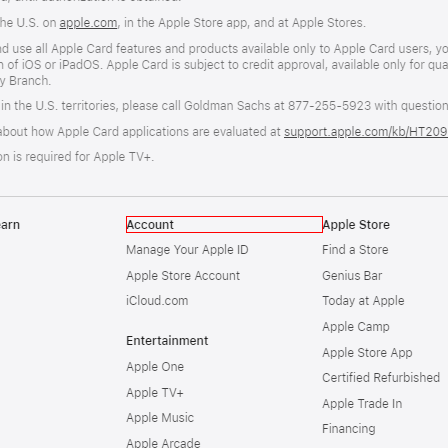 he U.S. on apple.com, in the Apple Store app, and at Apple Stores.
d use all Apple Card features and products available only to Apple Card users, yo
of iOS or iPadOS. Apple Card is subject to credit approval, available only for qua
y Branch.
in the U.S. territories, please call Goldman Sachs at 877-255-5923 with question
about how Apple Card applications are evaluated at support.apple.com/kb/HT209
on is required for Apple TV+.
earn
Account
Manage Your Apple ID
Apple Store Account
iCloud.com
Entertainment
Apple One
Apple TV+
Apple Music
Apple Arcade
Apple Store
Find a Store
Genius Bar
Today at Apple
Apple Camp
Apple Store App
Certified Refurbished
Apple Trade In
Financing